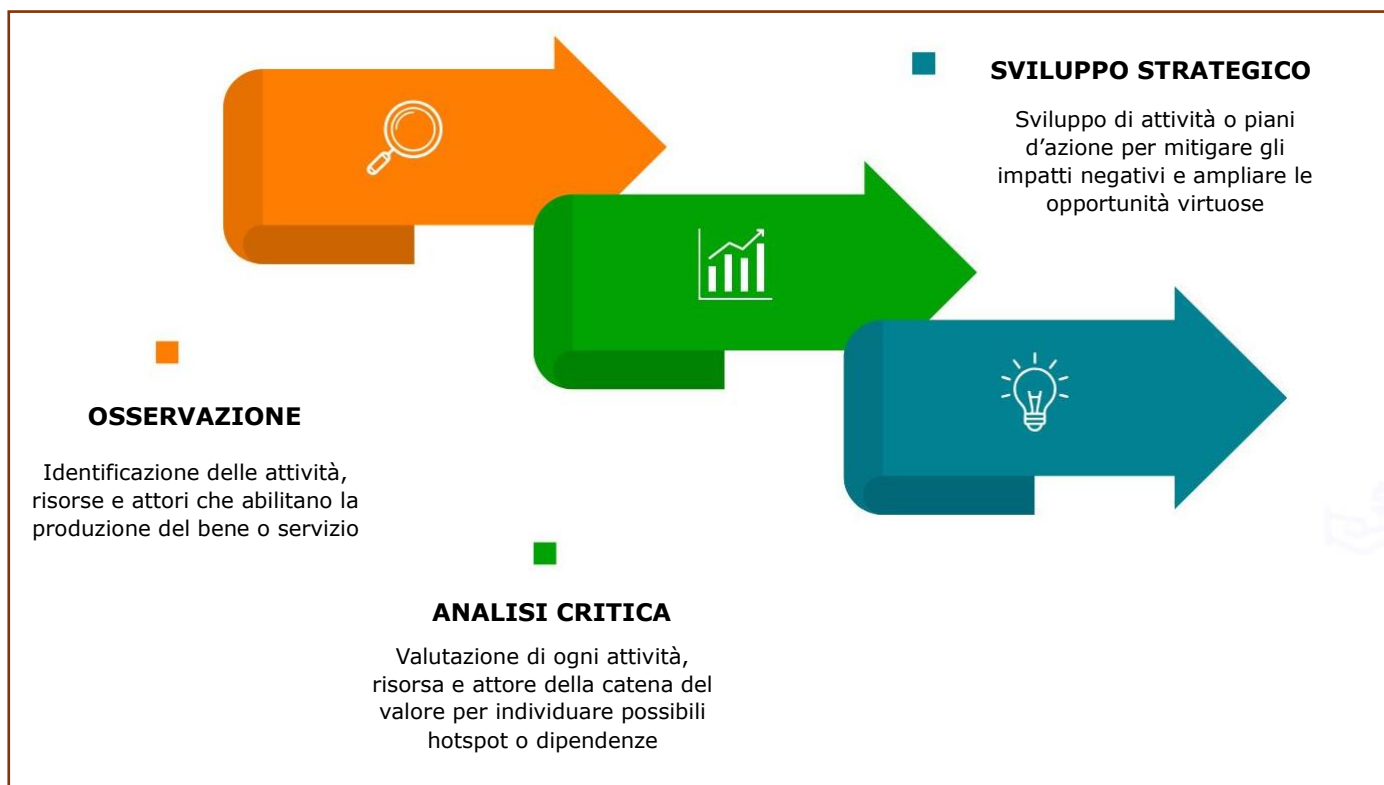 OSSERVAZIONE
Identificazione delle attività,
risorse e attori che abilitano la
produzione del bene o servizio
ANALISI CRITICA
Valutazione di ogni attività,
risorsa e attore della catena del
valore per individuare possibili
hotspot o dipendenze
SVILUPPO STRATEGICO
Sviluppo di attività o piani
d’azione per mitigare gli
impatti negativi e ampliare le
opportunità virtuose